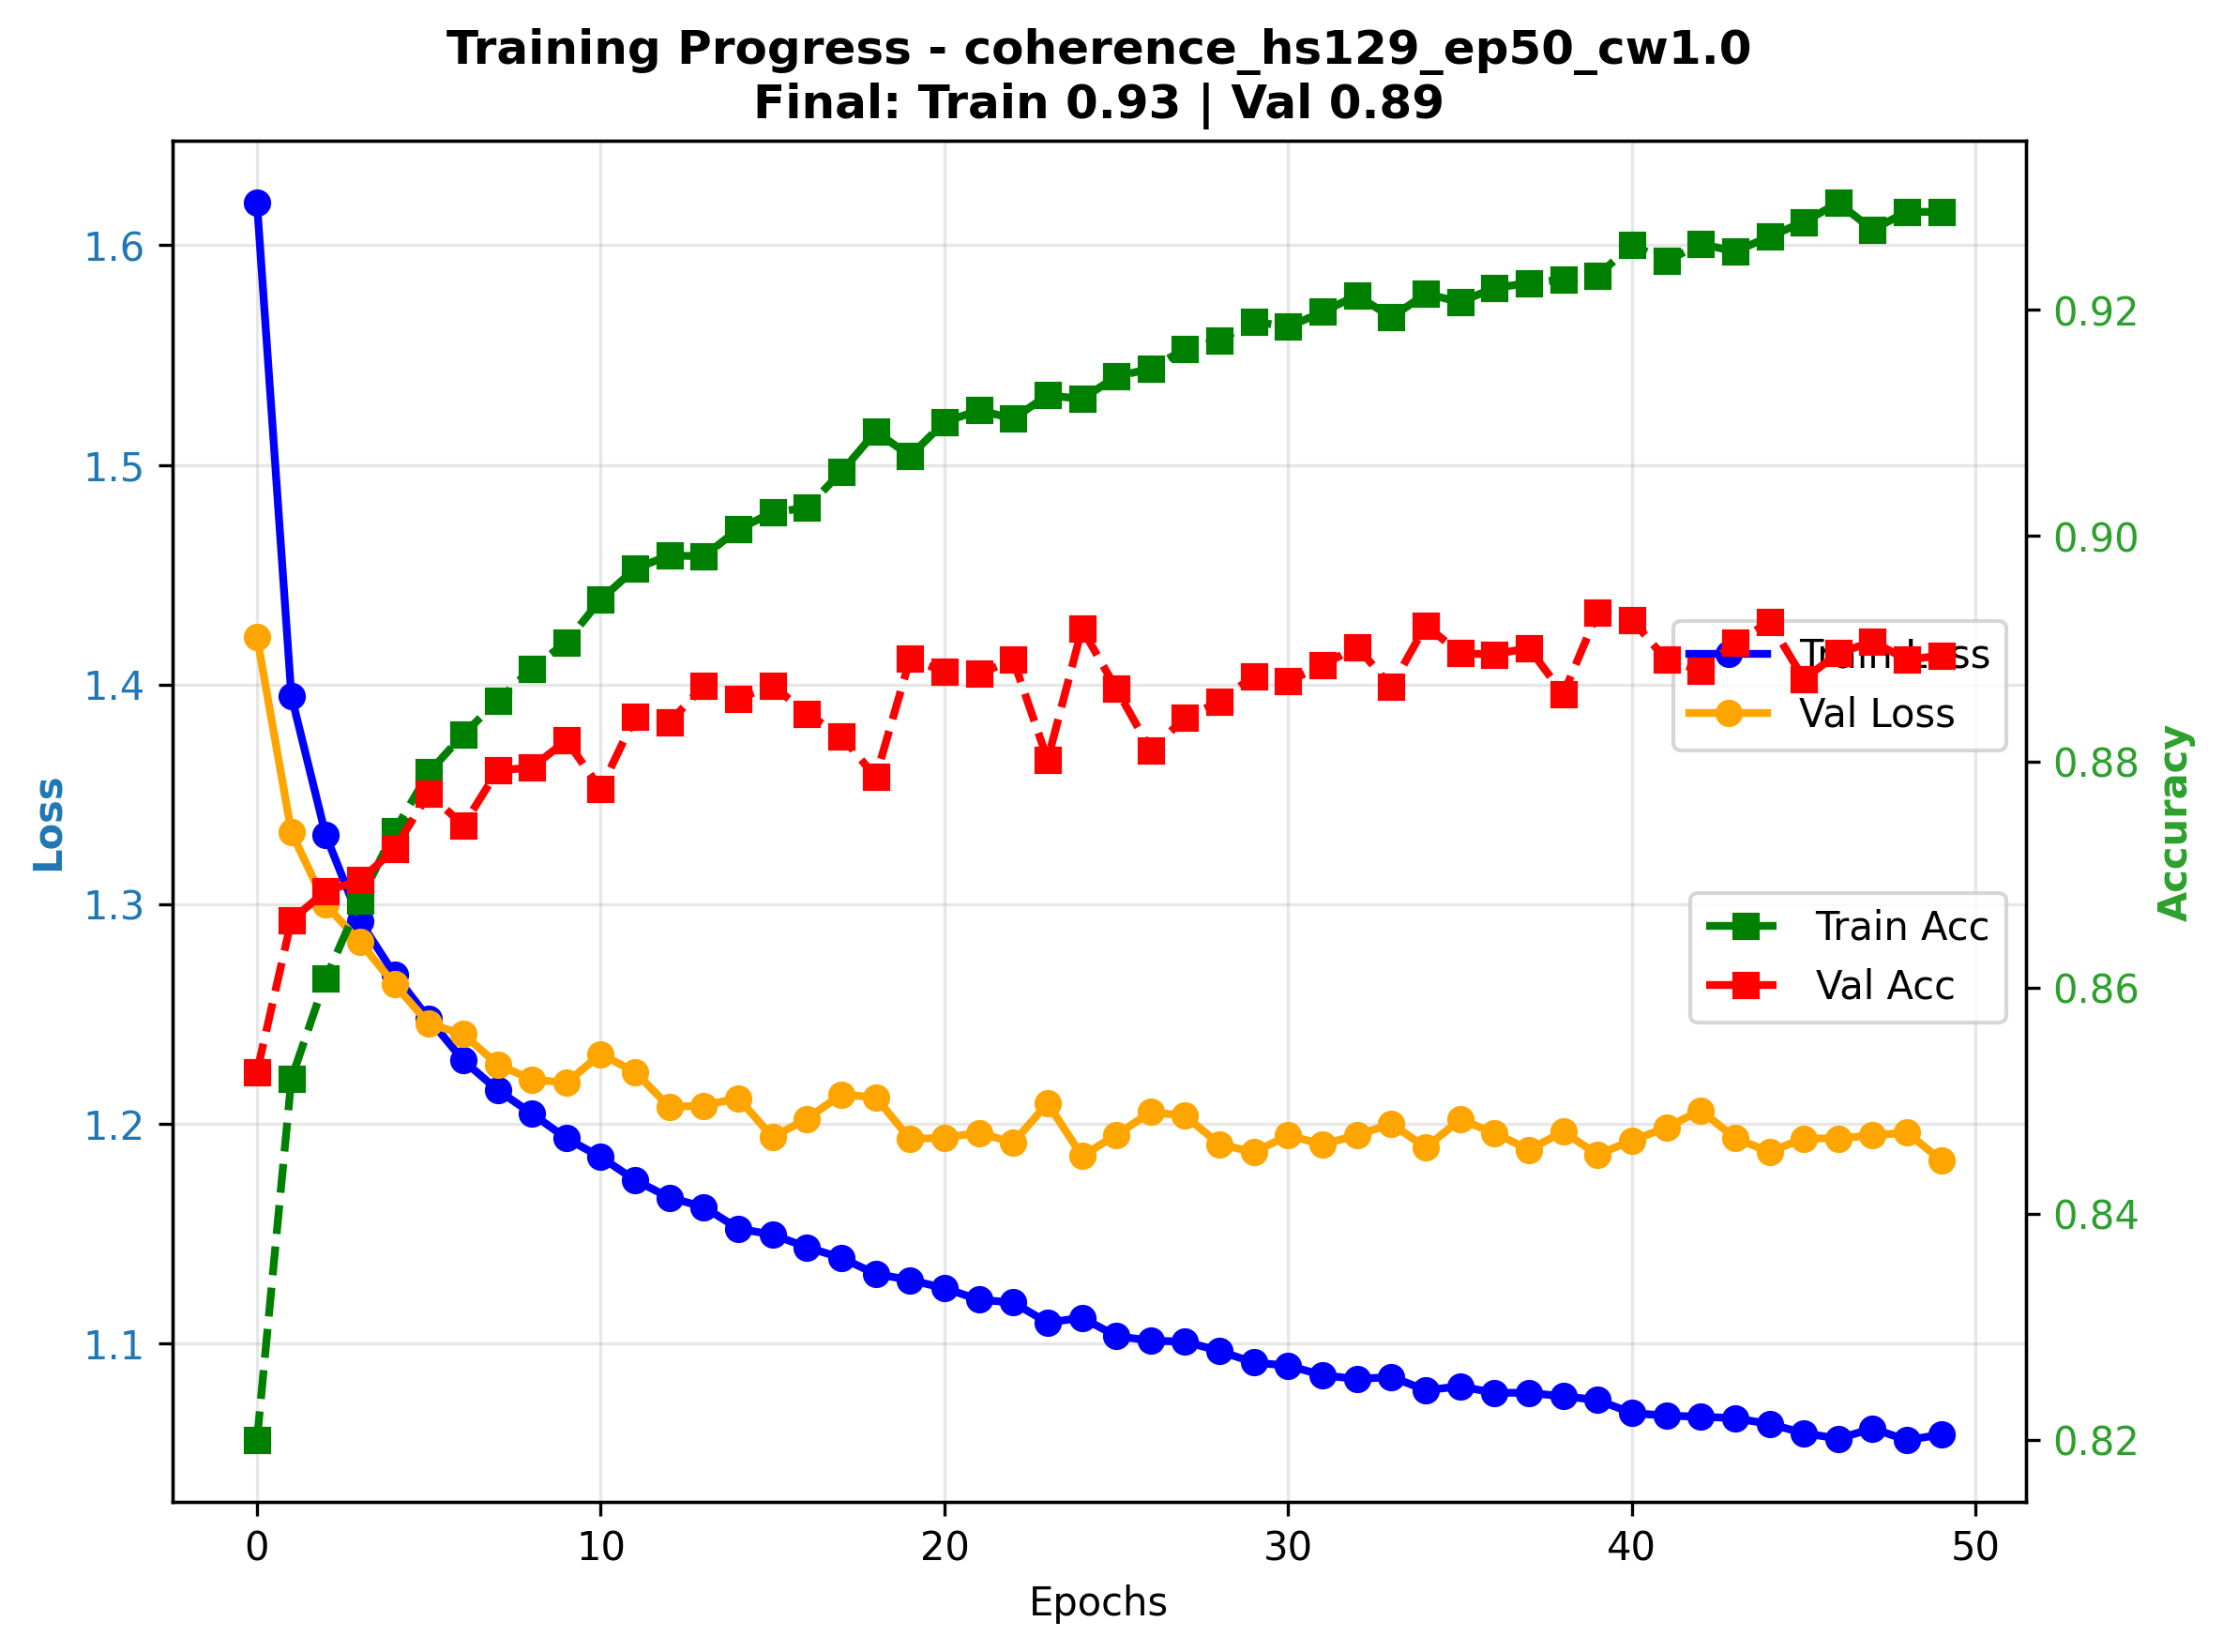 Training Progress - coherence_hs129_ep50_cw1.0
Final: Train 0.93 | Val 0.89
1.6
1.5
1.4
1.3
1.2
1.1
Loss
0.92
0.90
0.88
0.86
0.84
0.82
Accuracy
Train Loss
Val Loss
Train Acc
Val Acc
0 10 20 30 40 50
Epochs